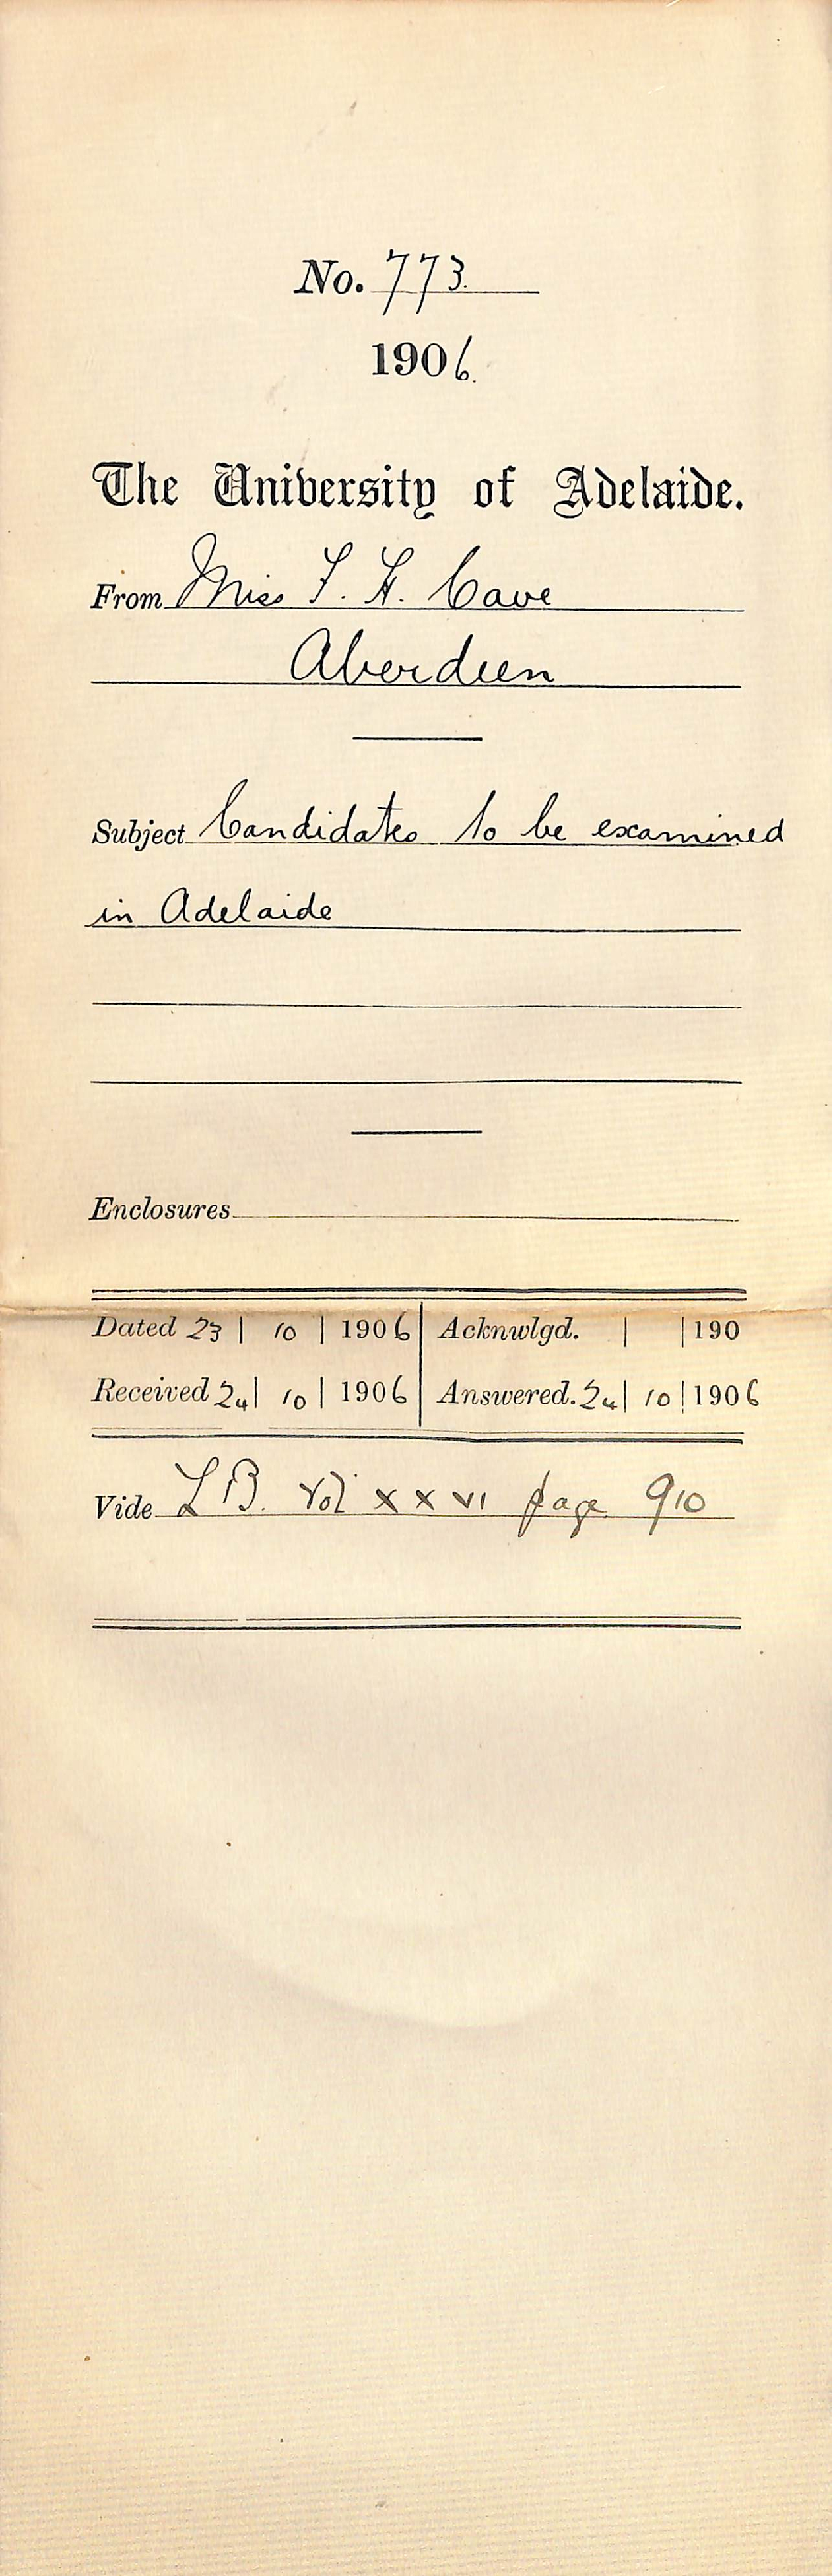 No. 773.
1906.
The University of Adelaide.
From Miss F. H. Cave
Aberdeen
Subject Candidates to be examined
in Adelaide
Enclosures
Dated 23 | 10 | 1906 Acknwlgd. | | 190
Received 24 | 10 | 1906 Answered. 24 | 10 | 1906
Vide L B. Vol xxvi page 910